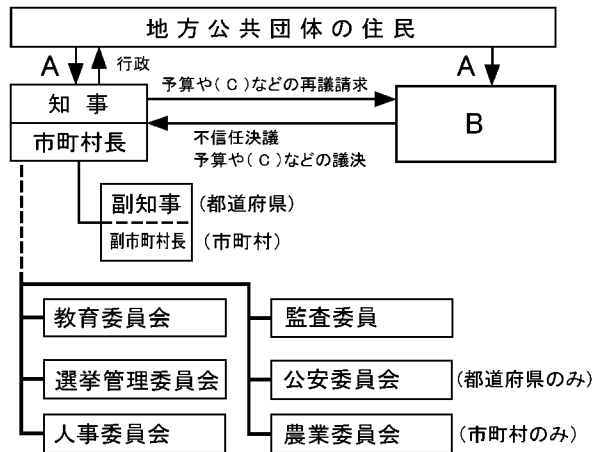 地方公共団体の住民
A
行政
A
予算や(C)などの再議請求
知事
市町村長
B
不信任決議
予算や(C)などの議決
副知事 (都道府県)
副市町村長 (市町村)
教育委員会
監査委員
選挙管理委員会
公安委員会 (都道府県のみ)
人事委員会
農業委員会 (市町村のみ)